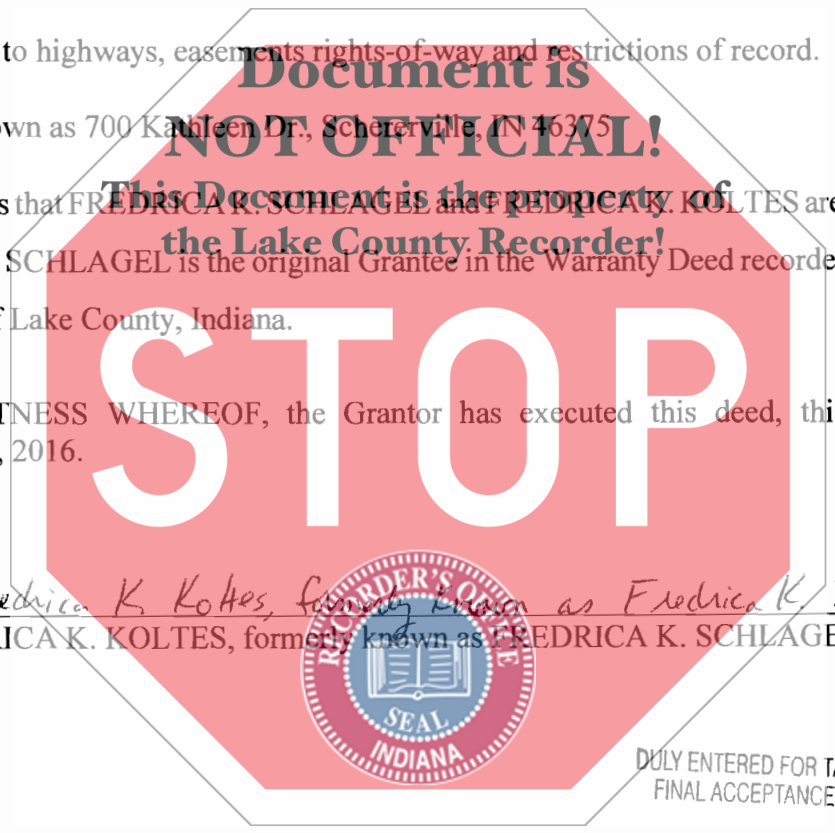 to highways, easements rights-of-way and restrictions of record.
Document is
own as 700 Kathleen Dr., Schererville, IN 46375
NOT OFFICIAL!
s that FREDRICA K. SCHLAGEL and FREDRICA K. KOLTES are
This Document is the property of
the Lake County Recorder!
SCHLAGEL is the original Grantee in the Warranty Deed recorde
f Lake County, Indiana.
STOP
TNESS WHEREOF, the Grantor has executed this deed, thi
, 2016.
edrica K Koltes, formerly known as Fredrica K.
ICA K. KOLTES, formerly known as FREDRICA K. SCHLAGE
RECORDER'S OFFICE
SEAL
INDIANA
DULY ENTERED FOR TA
FINAL ACCEPTANCE